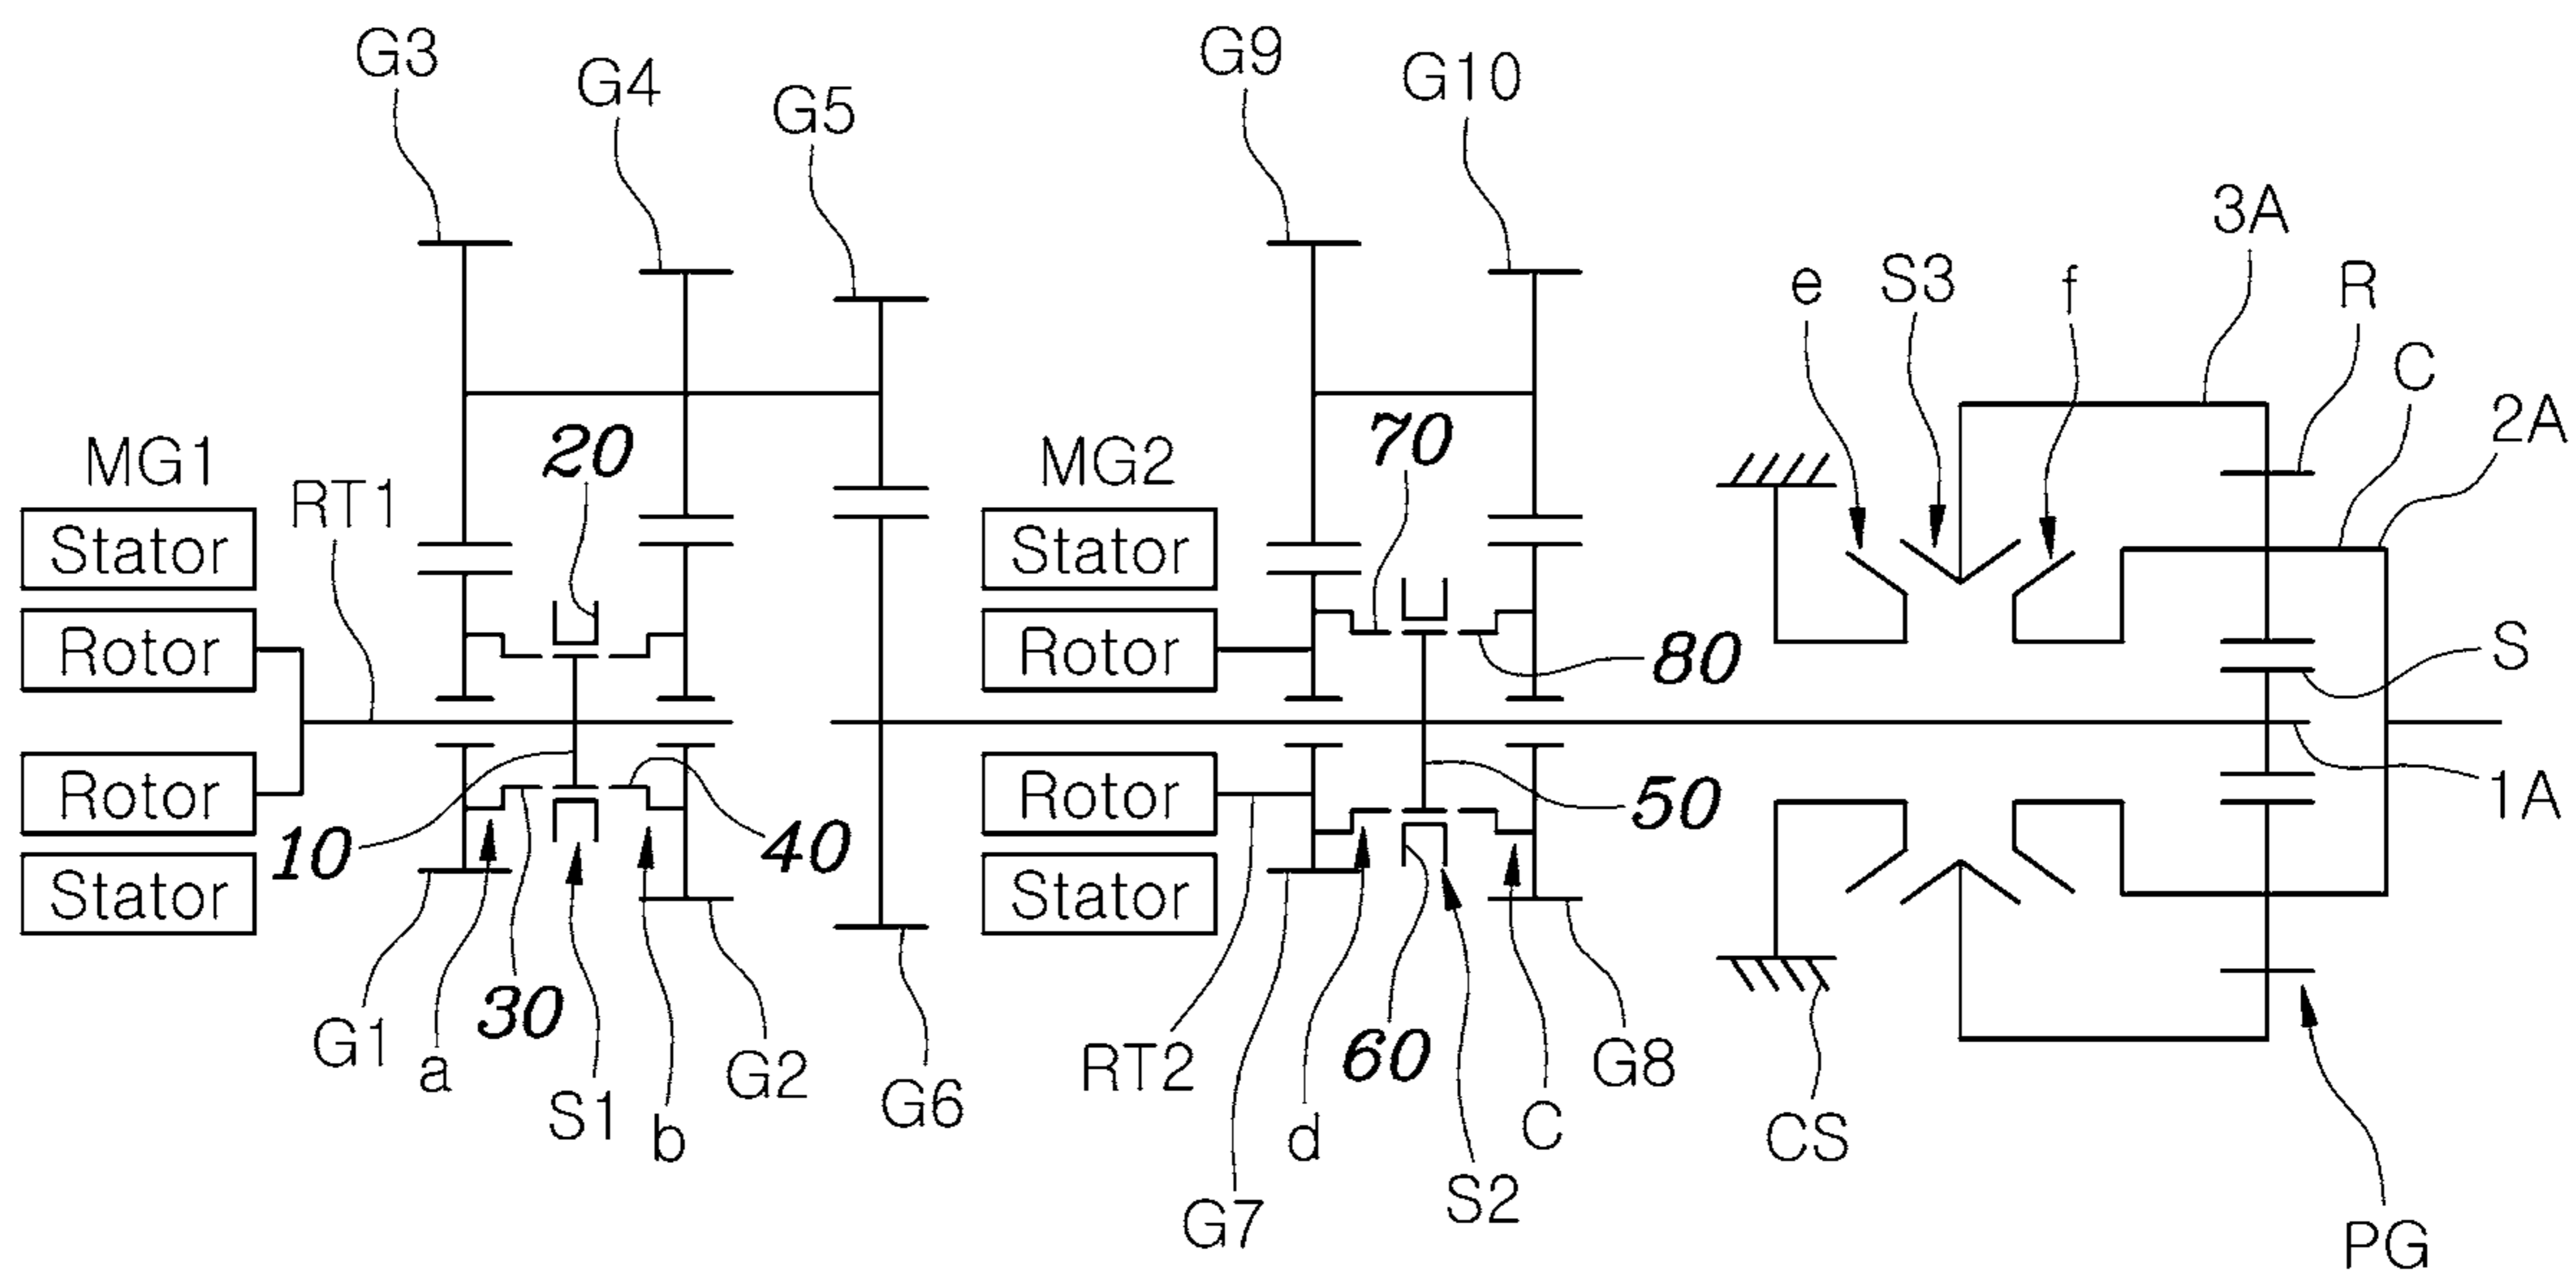 G3
G4
G5
G9
G10
3A
e
S3
f
R
C
2A
MG1
RT1
20
MG2
70
Stator
Stator
Rotor
Rotor
80
S
Rotor
Rotor
50
1A
10
40
Stator
Stator
G1
a
30
S1
b
G2
G6
RT2
G7
d
60
S2
C
G8
CS
PG